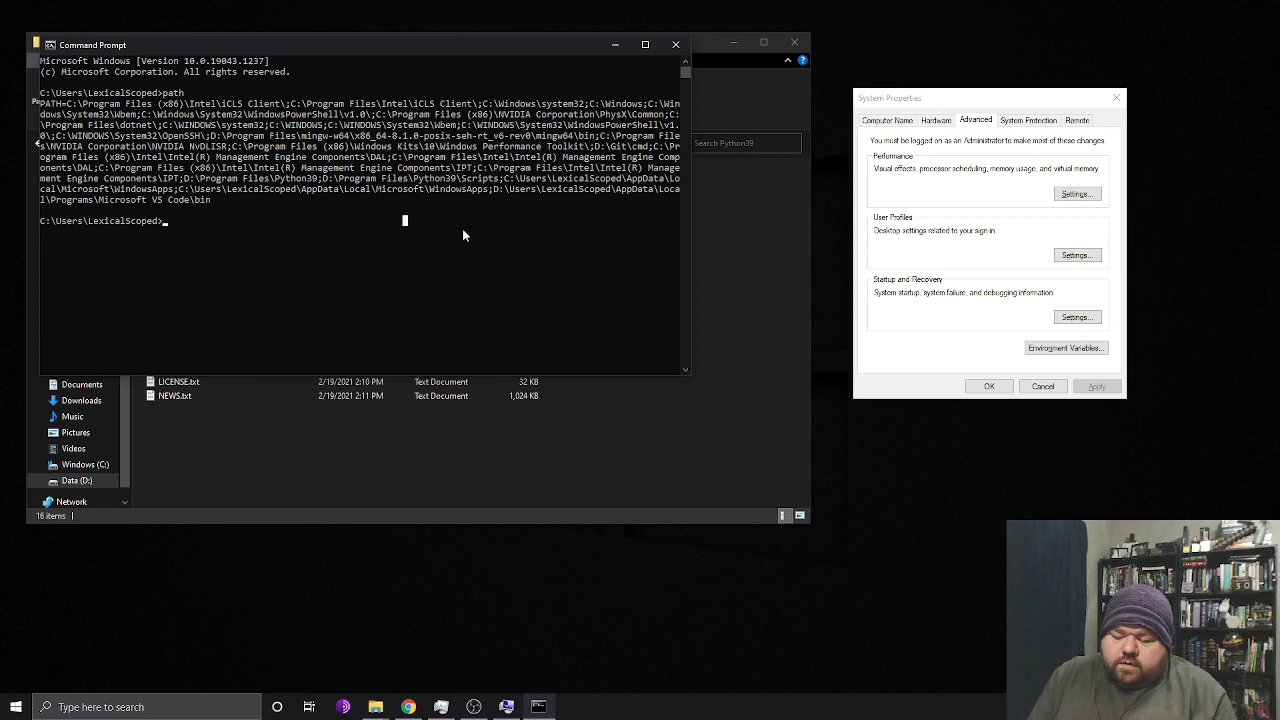 Command Prompt
Microsoft Windows [Version 10.0.19043.1237]
(c) Microsoft Corporation. All rights reserved.
C:\Users\LexicalScoped>path
PATH=C:\Program Files (x86)\Intel\iCLS Client\;C:\Program Files\Intel\iCLS Client\;C:\Windows\system32;C:\Windows;C:\Win
dows\System32\Wbem;C:\Windows\System32\WindowsPowerShell\v1.0\;C:\Program Files (x86)\NVIDIA Corporation\PhysX\Common;C:
\Program Files\dotnet\;C:\WINDOWS\system32;C:\WINDOWS;C:\WINDOWS\System32\Wbem;C:\WINDOWS\System32\WindowsPowerShell\v1.
0\;C:\WINDOWS\System32\OpenSSH\;D:\Program Files\mingw-w64\x86_64-8.1.0-posix-seh-rt_v6-rev0\mingw64\bin;C:\Program File
s\NVIDIA Corporation\NVIDIA NvDLISR;C:\Program Files (x86)\Windows Kits\10\Windows Performance Toolkit\;D:\Git\cmd;C:\Pr
ogram Files (x86)\Intel\Intel(R) Management Engine Components\DAL;C:\Program Files\Intel\Intel(R) Management Engine Comp
onents\DAL;C:\Program Files (x86)\Intel\Intel(R) Management Engine Components\IPT;C:\Program Files\Intel\Intel(R) Manage
ment Engine Components\IPT;D:\Program Files\Python39;D:\Program Files\Python39\Scripts;C:\Users\LexicalScoped\AppData\Lo
cal\Microsoft\WindowsApps;C:\Users\LexicalScoped\AppData\Local\Microsoft\WindowsApps;D:\Users\LexicalScoped\AppData\Loca
l\Programs\Microsoft VS Code\bin
C:\Users\LexicalScoped>
Search Python39
Documents
Downloads
Music
Pictures
Videos
Windows (C:)
Data (D:)
Network
LICENSE.txt 2/19/2021 2:10 PM Text Document 32 KB
NEWS.txt 2/19/2021 2:11 PM Text Document 1,024 KB
16 items
System Properties
Computer Name Hardware Advanced System Protection Remote
You must be logged on as an Administrator to make most of these changes.
Performance
Visual effects, processor scheduling, memory usage, and virtual memory
Settings...
User Profiles
Desktop settings related to your sign-in
Settings...
Startup and Recovery
System startup, system failure, and debugging information
Settings...
Environment Variables...
OK Cancel Apply
Type here to search